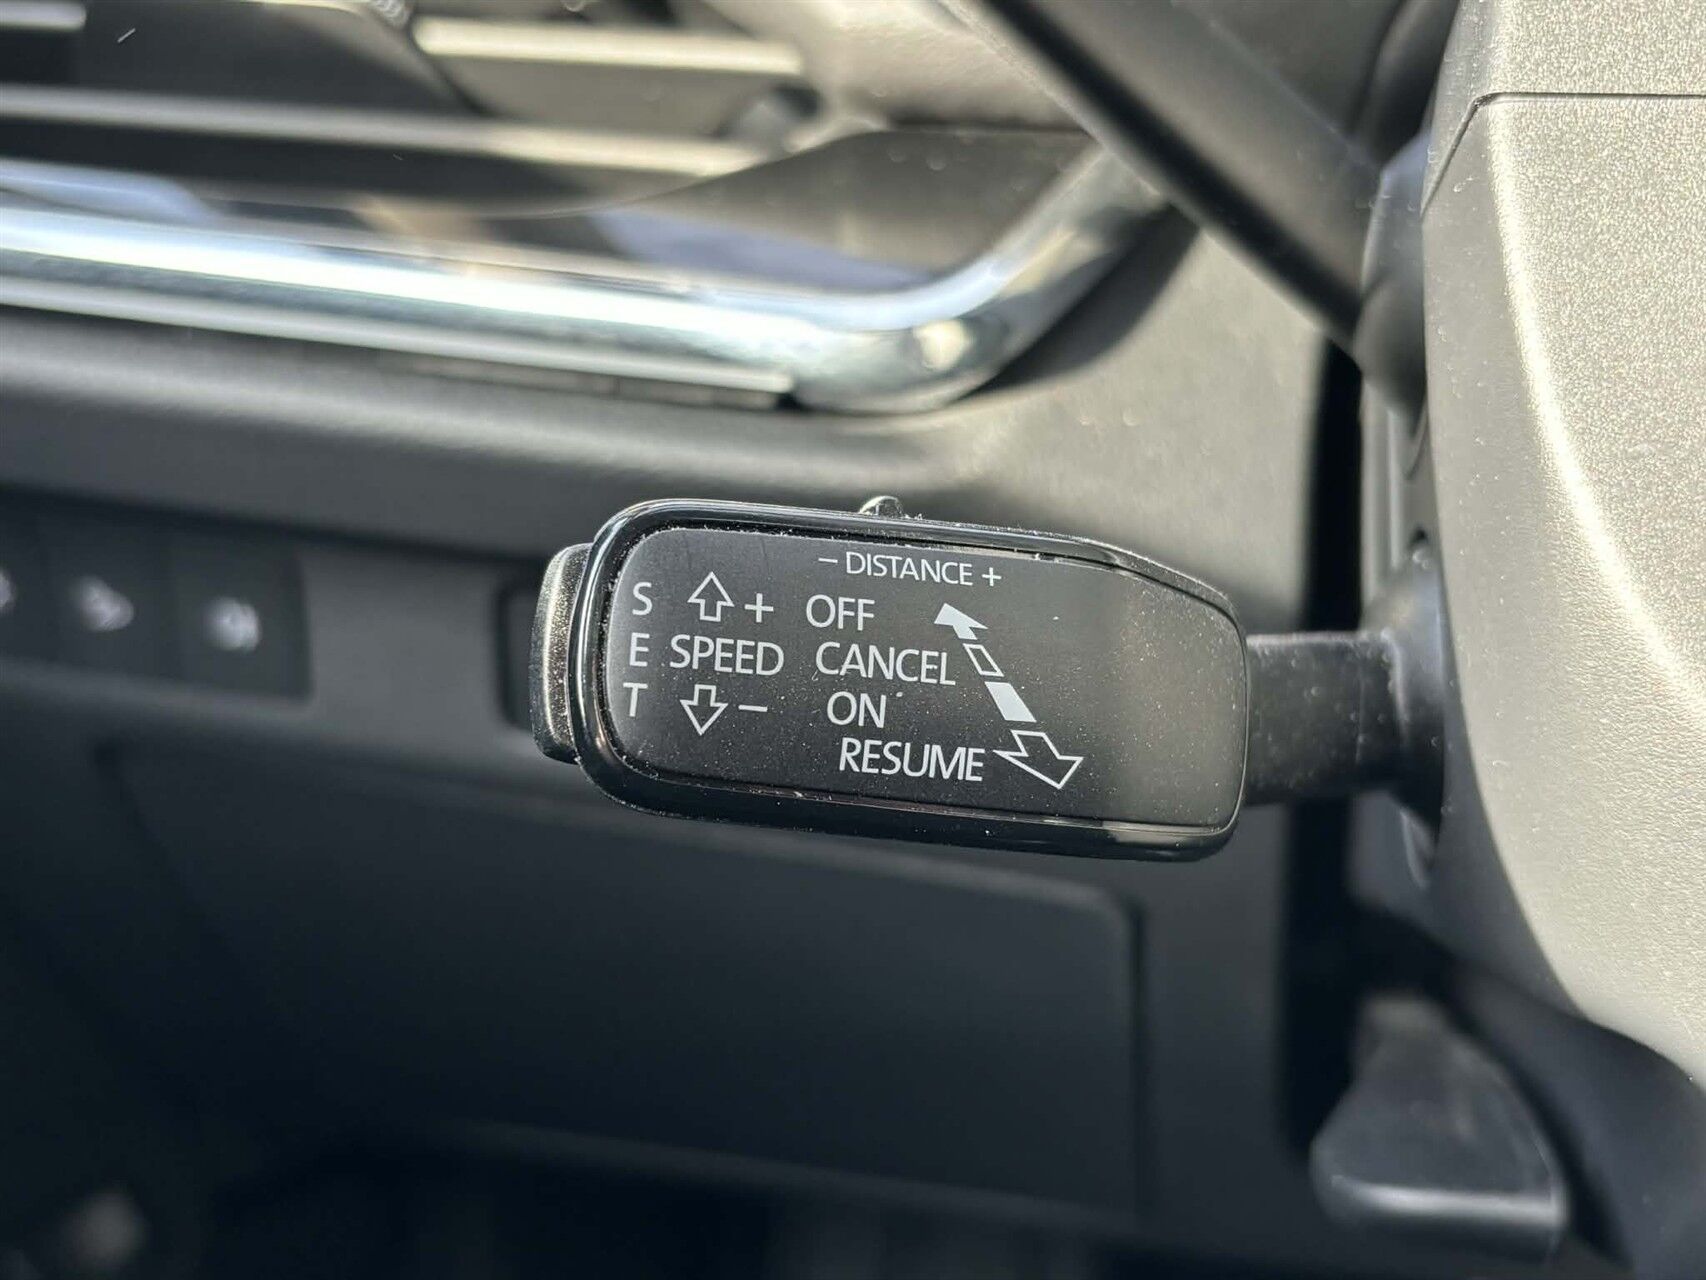 – DISTANCE +
S + OFF
E SPEED CANCEL
T – ON
RESUME